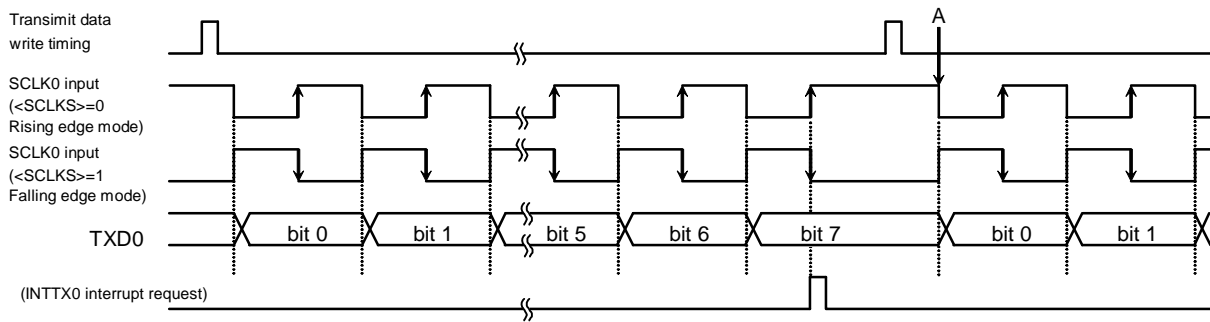 Transimit data
write timing
A
SCLK0 input
(<SCLKS>=0
Rising edge mode)
SCLK0 input
(<SCLKS>=1
Falling edge mode)
TXD0
bit 0 bit 1 bit 5 bit 6 bit 7 bit 0 bit 1
(INTTX0 interrupt request)